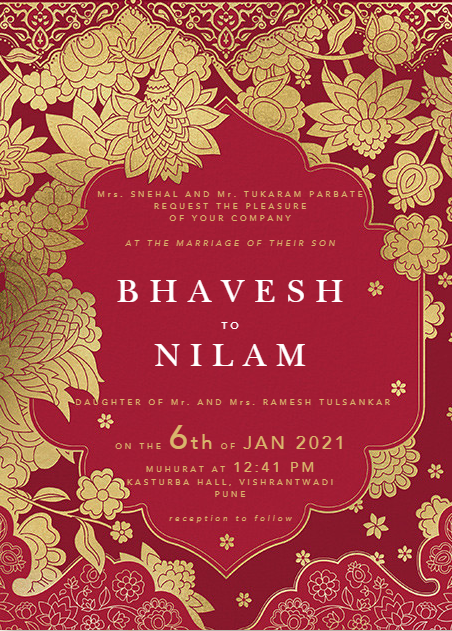 Mrs. SNEHAL AND Mr. TUKARAM PARBATE
REQUEST THE PLEASURE
OF YOUR COMPANY
AT THE MARRIAGE OF THEIR SON
BHAVESH
TO
NILAM
DAUGHTER OF Mr. AND Mrs. RAMESH TULSANKAR
ON THE 6th OF JAN 2021
MUHURAT AT 12:41 PM
KASTURBA HALL, VISHRANTWADI
PUNE
reception to follow